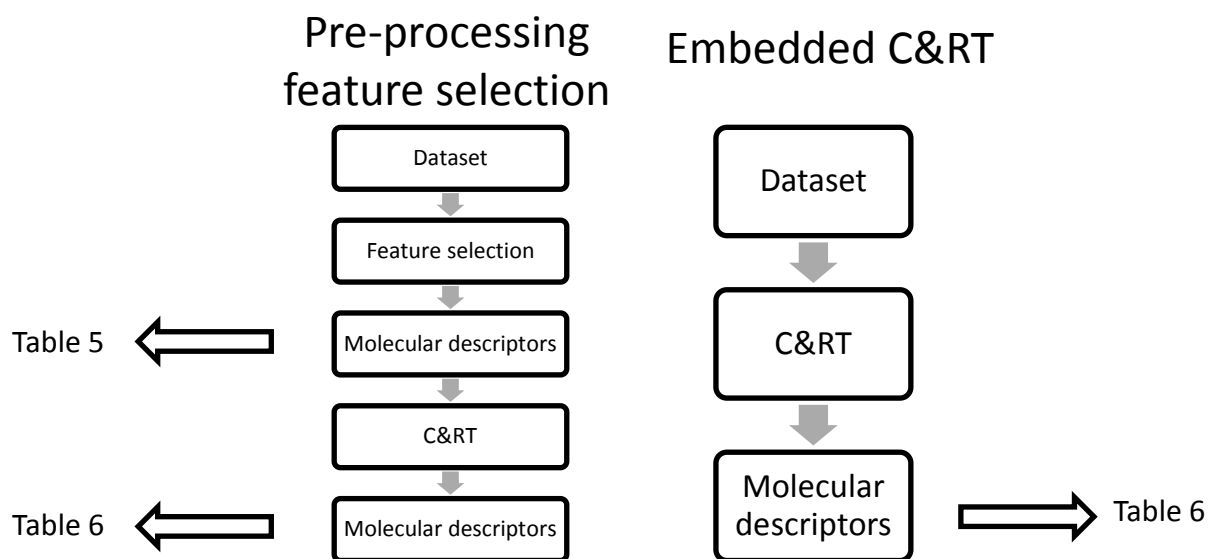 Pre-processing
feature selection
Dataset
Feature selection
Table 5
Molecular descriptors
C&RT
Table 6
Molecular descriptors
Embedded C&RT
Dataset
C&RT
Molecular
descriptors
Table 6